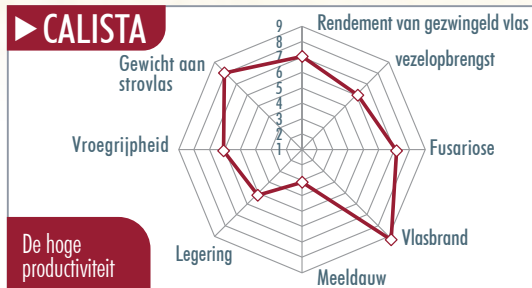 ▶ CALISTA
9
8
7
6
5
4
3
2
1
Rendement van gezwingeld vlas
vezelopbrengst
Fusariose
Vlasbrand
Meeldauw
Legering
Vroegrijpheid
Gewicht aan
strovlas
De hoge
productiviteit